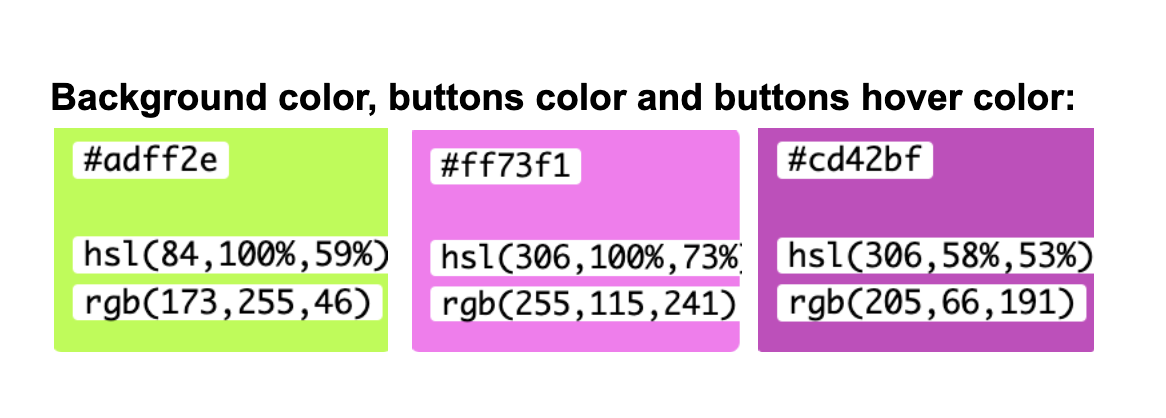 Background color, buttons color and buttons hover color:
#adff2e
hsl(84,100%,59%)
rgb(173,255,46)
#ff73f1
hsl(306,100%,73%)
rgb(255,115,241)
#cd42bf
hsl(306,58%,53%)
rgb(205,66,191)